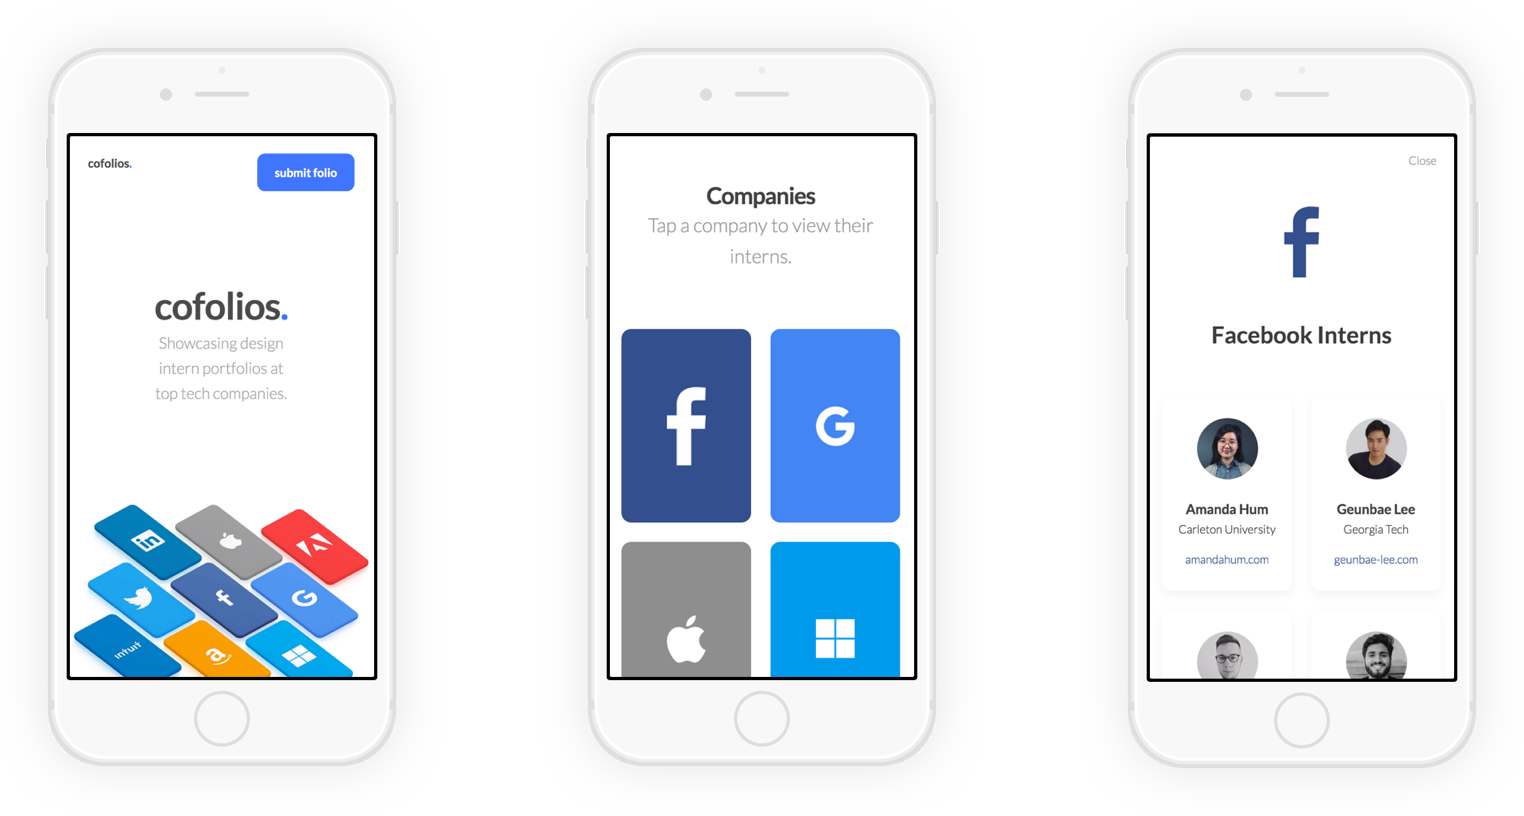 cofolios.
submit folio
cofolios.
Showcasing design
intern portfolios at
top tech companies.
in
intuit
a
Companies
Tap a company to view their
interns.
f
G
Close
f
Facebook Interns
Amanda Hum
Carleton University
amandahum.com
Geunbae Lee
Georgia Tech
geunbae-lee.com